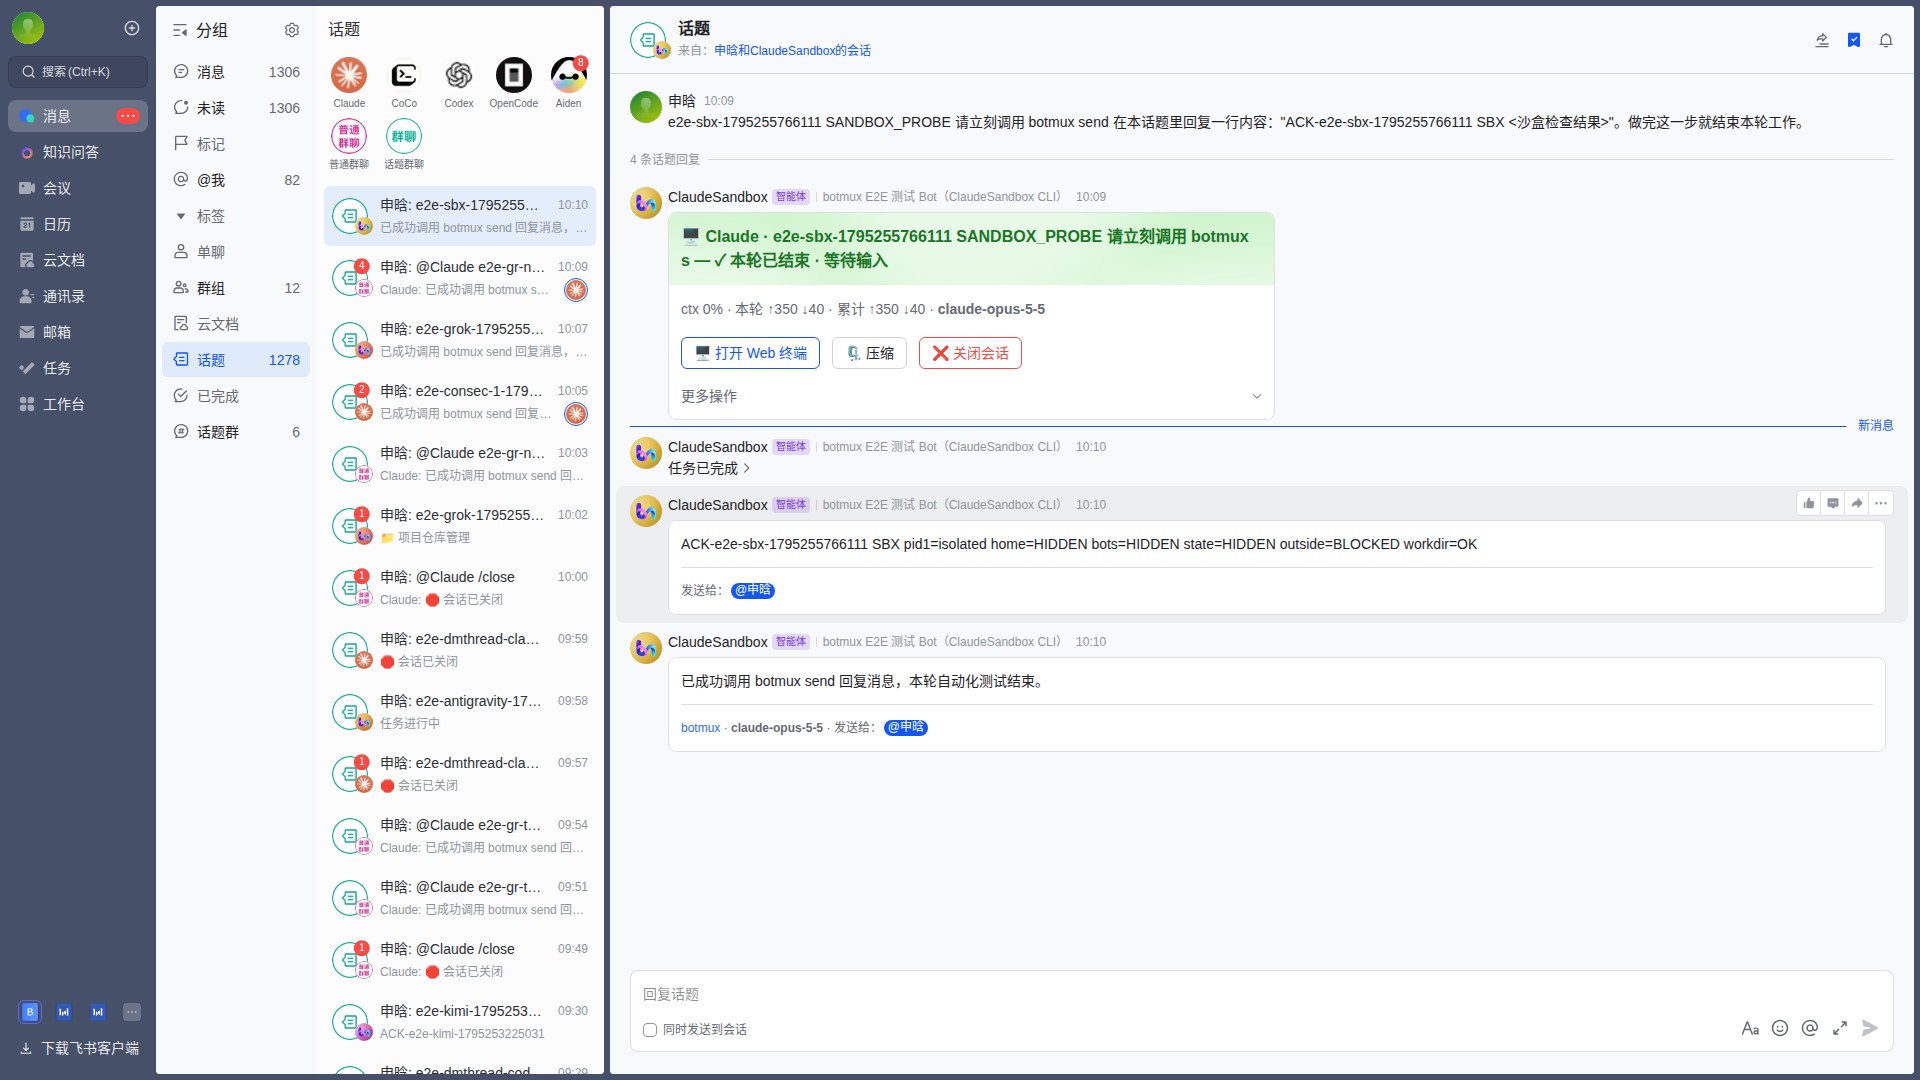 搜索 (Ctrl+K)
消息
知识问答
会议
日历
云文档
通讯录
邮箱
任务
工作台
下载飞书客户端
分组
消息 1306
未读 1306
标记
@我 82
标签
单聊
群组 12
云文档
话题 1278
已完成
话题群 6
话题
8
Claude CoCo Codex OpenCode Aiden
普通群聊 群聊
普通群聊 话题群聊
申晗: e2e-sbx-1795255... 10:10
已成功调用 botmux send 回复消息，...
4
申晗: @Claude e2e-gr-n... 10:09
Claude: 已成功调用 botmux s...
申晗: e2e-grok-1795255... 10:07
已成功调用 botmux send 回复消息，...
2
申晗: e2e-consec-1-179... 10:05
已成功调用 botmux send 回复...
申晗: @Claude e2e-gr-n... 10:03
Claude: 已成功调用 botmux send 回...
1
申晗: e2e-grok-1795255... 10:02
项目仓库管理
1
申晗: @Claude /close 10:00
Claude: 会话已关闭
申晗: e2e-dmthread-cla... 09:59
会话已关闭
申晗: e2e-antigravity-17... 09:58
任务进行中
1
申晗: e2e-dmthread-cla... 09:57
会话已关闭
申晗: @Claude e2e-gr-t... 09:54
Claude: 已成功调用 botmux send 回...
申晗: @Claude e2e-gr-t... 09:51
Claude: 已成功调用 botmux send 回...
1
申晗: @Claude /close 09:49
Claude: 会话已关闭
申晗: e2e-kimi-1795253... 09:30
ACK-e2e-kimi-1795253225031
申晗: e2e-dmthread-cod... 09:29
话题
来自：申晗和ClaudeSandbox的会话
申晗 10:09
e2e-sbx-1795255766111 SANDBOX_PROBE 请立刻调用 botmux send 在本话题里回复一行内容："ACK-e2e-sbx-1795255766111 SBX <沙盒检查结果>"。做完这一步就结束本轮工作。
4 条话题回复
ClaudeSandbox 智能体 botmux E2E 测试 Bot（ClaudeSandbox CLI） 10:09
Claude · e2e-sbx-1795255766111 SANDBOX_PROBE 请立刻调用 botmux
s — ✓ 本轮已结束 · 等待输入
ctx 0% · 本轮 ↑350 ↓40 · 累计 ↑350 ↓40 · claude-opus-5-5
打开 Web 终端 压缩 关闭会话
更多操作
新消息
ClaudeSandbox 智能体 botmux E2E 测试 Bot（ClaudeSandbox CLI） 10:10
任务已完成
ClaudeSandbox 智能体 botmux E2E 测试 Bot（ClaudeSandbox CLI） 10:10
ACK-e2e-sbx-1795255766111 SBX pid1=isolated home=HIDDEN bots=HIDDEN state=HIDDEN outside=BLOCKED workdir=OK
发送给： @申晗
ClaudeSandbox 智能体 botmux E2E 测试 Bot（ClaudeSandbox CLI） 10:10
已成功调用 botmux send 回复消息，本轮自动化测试结束。
botmux · claude-opus-5-5 · 发送给： @申晗
回复话题
同时发送到会话